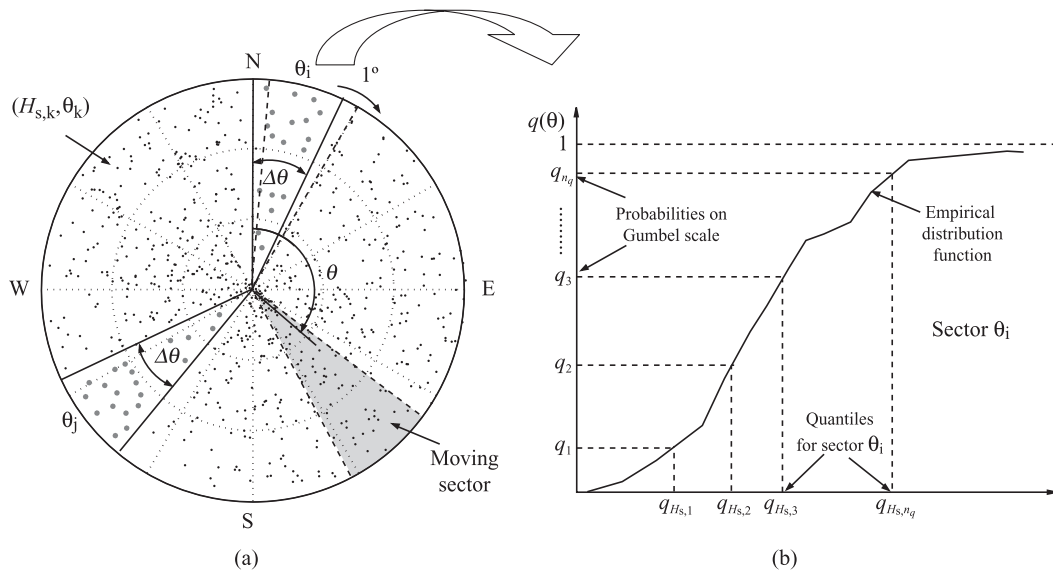 N
θi
1º
(Hs,k,θk)
Δθ
θ
W
E
Δθ
θj
Moving
sector
S
(a)
q(θ)
1
qnq
Probabilities on
Gumbel scale
Empirical
distribution
function
q3
Sector θi
q2
Quantiles
for sector θi
q1
qHs,1
qHs,2
qHs,3
qHs,nq
(b)